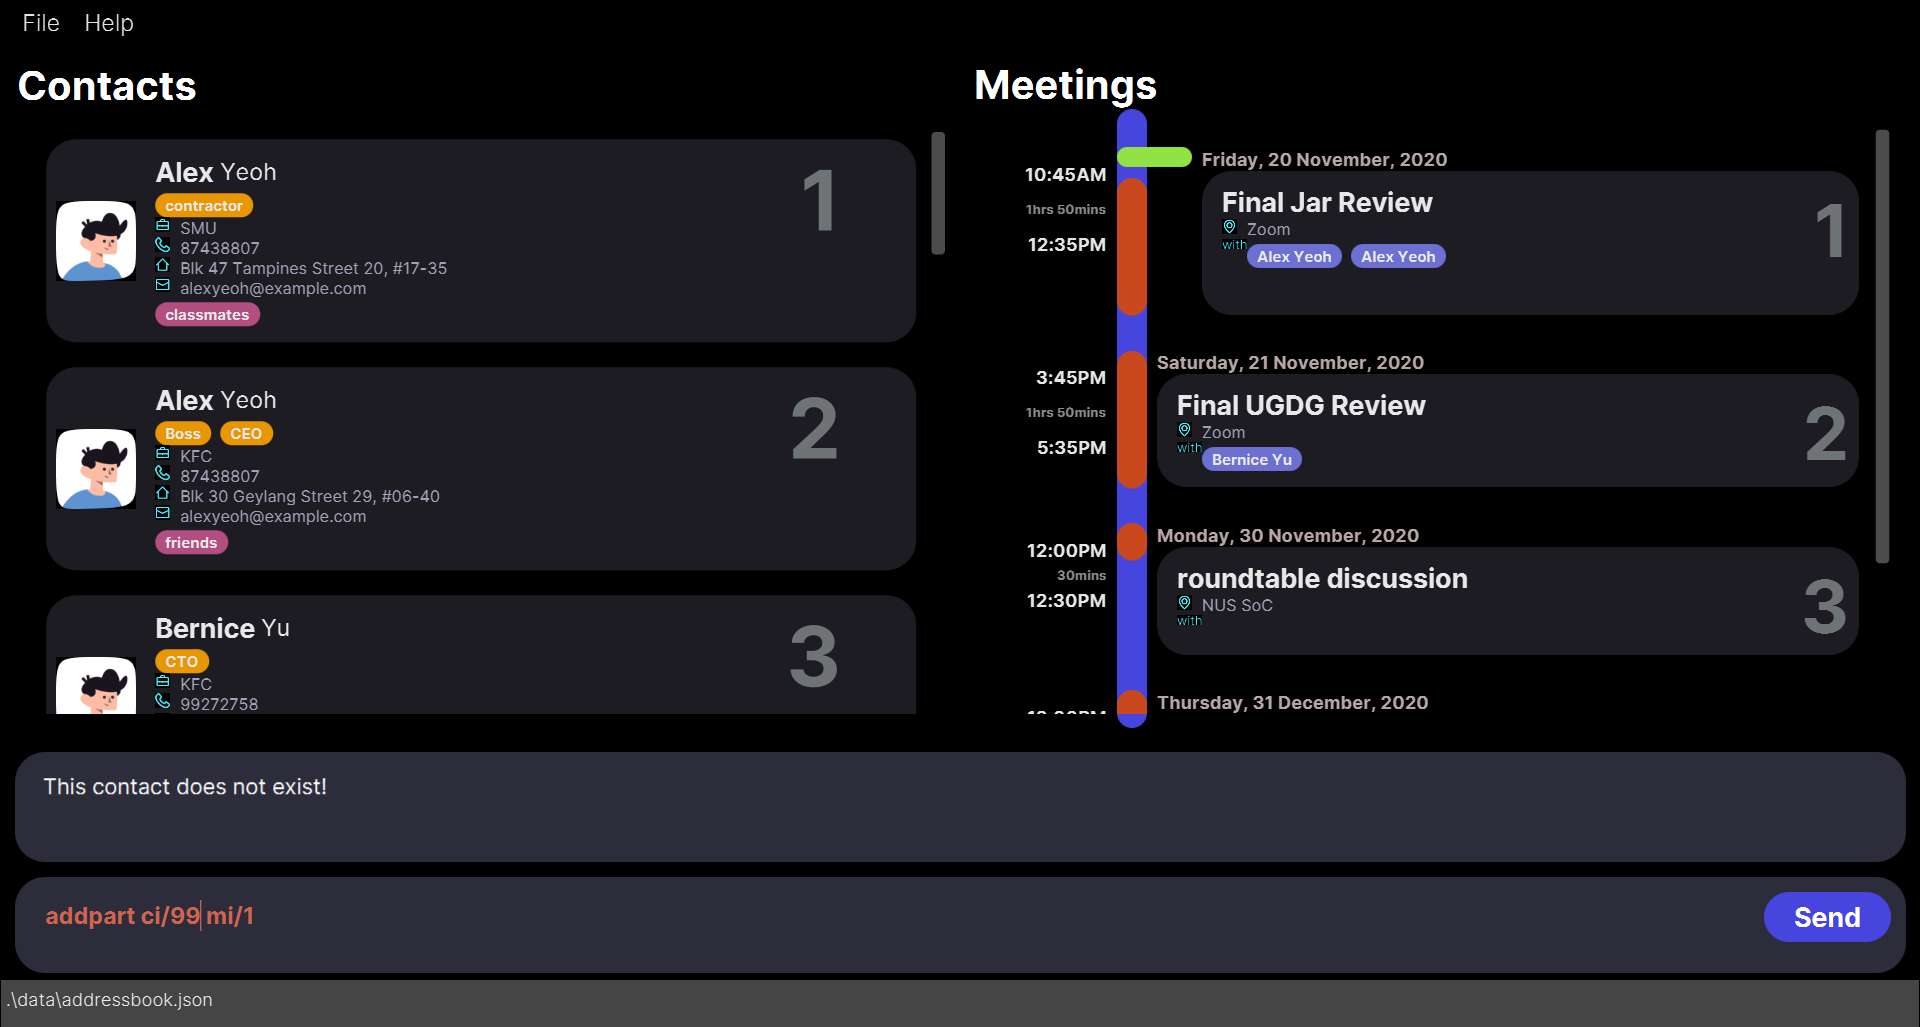 File Help
Contacts
Alex Yeoh
1
contractor
SMU
87438807
Blk 47 Tampines Street 20, #17-35
alexyeoh@example.com
classmates
Alex Yeoh
2
Boss CEO
KFC
87438807
Blk 30 Geylang Street 29, #06-40
alexyeoh@example.com
friends
Bernice Yu
3
CTO
KFC
99272758
Meetings
Friday, 20 November, 2020
10:45AM
1hrs 50mins
12:35PM
Final Jar Review
1
Zoom
with Alex Yeoh Alex Yeoh
Saturday, 21 November, 2020
3:45PM
1hrs 50mins
5:35PM
Final UGDG Review
2
Zoom
with Bernice Yu
Monday, 30 November, 2020
12:00PM
30mins
12:30PM
roundtable discussion
3
NUS SoC
with
Thursday, 31 December, 2020
This contact does not exist!
addpart ci/99 mi/1
Send
.\data\addressbook.json